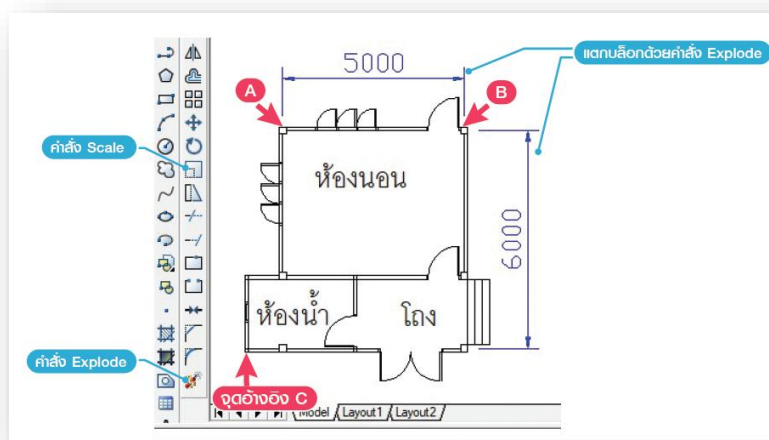 แตกบล็อกด้วยคำสั่ง Explode
5000
A
B
คำสั่ง Scale
ห้องนอน
6000
ห้องน้ำ
โถง
คำสั่ง Explode
จุดอ้างอิง C
Model
Layout1
Layout2